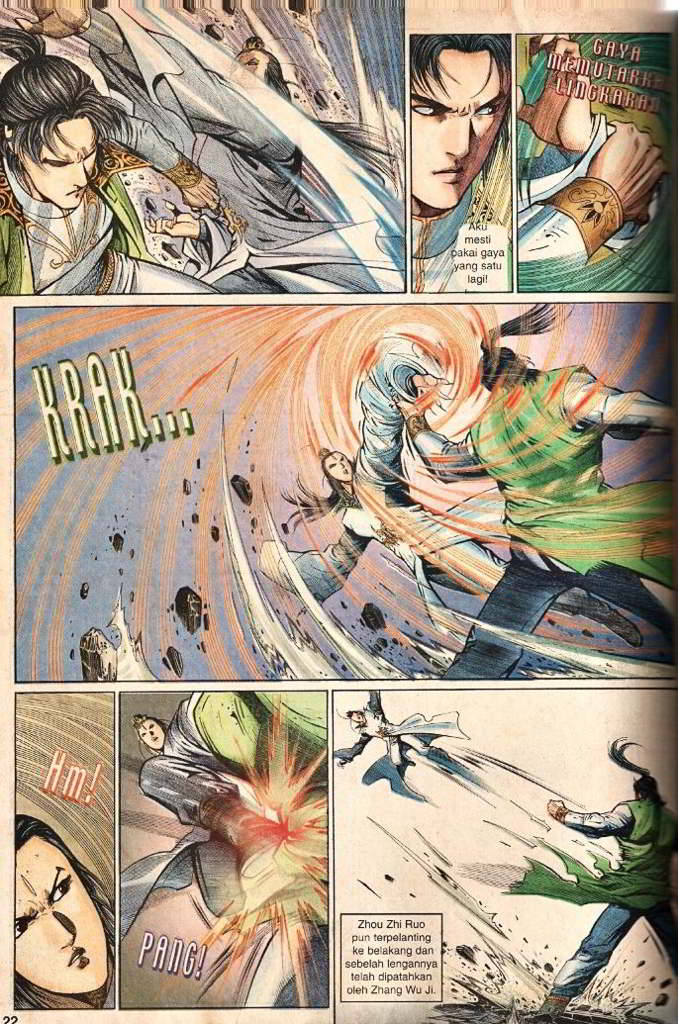 Aku
mesti
pakai gaya
yang satu
lagi!
GAYA
MEMUTARKAN
LINGKARAN
KRAK...
Hm!
PANG!
Zhou Zhi Ruo
pun terpelanting
ke belakang dan
sebelah lengannya
telah dipatahkan
oleh Zhang Wu Ji.
22